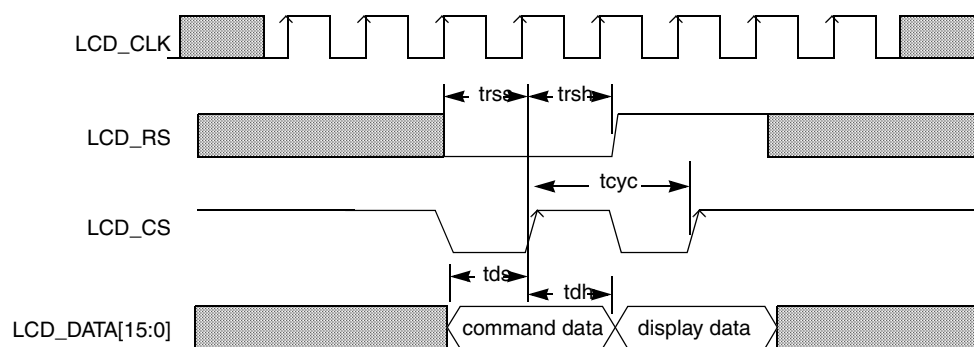 LCD_CLK
trss trsh
LCD_RS
tcyc
LCD_CS
tds
tdh
LCD_DATA[15:0] command data display data